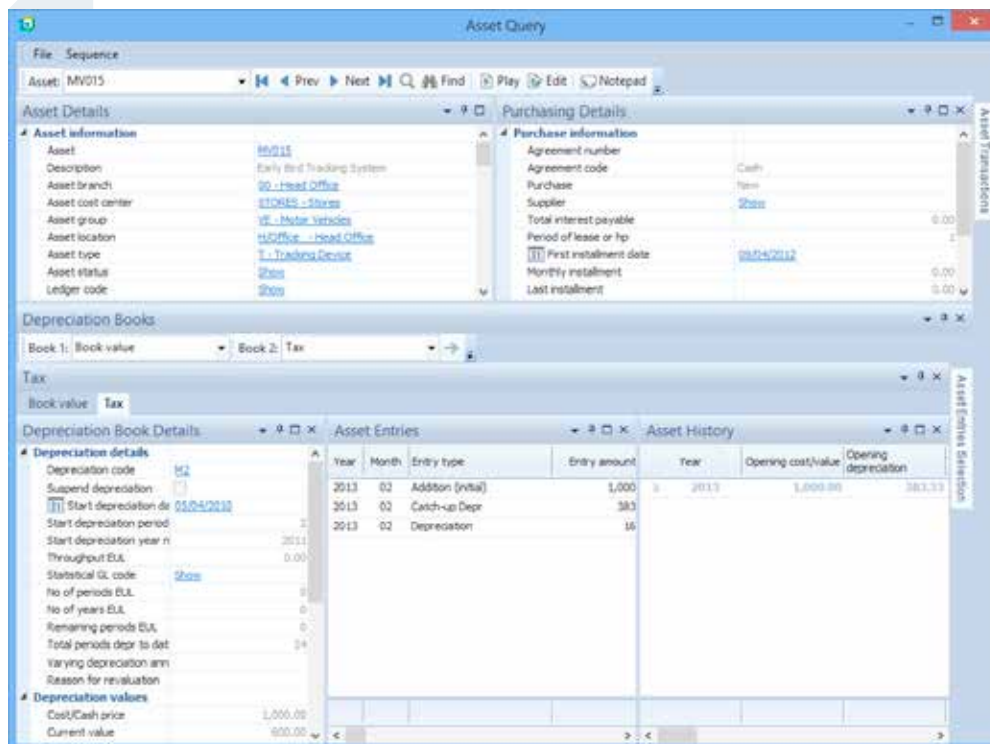 Asset Query
File Sequence
Asset: MV015 Prev Next Find Play Edit Notepad
Asset Details
Asset information
Asset MV015
Description Early Bird Tracking System
Asset branch 00 - Head Office
Asset cost center STORES - Stores
Asset group VE - Motor Vehicles
Asset location H/Office - Head Office
Asset type T - Tracking Device
Asset status Show
Ledger code Show
Purchasing Details
Purchase information
Agreement number
Agreement code Cash
Purchase New
Supplier Show
Total interest payable 0.00
Period of lease or hp
First installment date 05/04/2012
Monthly installment 0.00
Last installment 0.00
Asset Transactions
Depreciation Books
Book 1: Book value Book 2: Tax
Tax
Book value Tax
Depreciation Book Details
Depreciation details
Depreciation code M2
Suspend depreciation
Start depreciation da 05/04/2010
Start depreciation period
Start depreciation year n 2011
Throughput EUL 0.00
Statistical GL code Show
No of periods EUL 0
No of years EUL 0
Remaining periods EUL 0
Total periods depr to dat 24
Varying depreciation ann
Reason for revaluation
Depreciation values
Cost/Cash price 1,000.00
Current value 600.00
Asset Entries
Year Month Entry type Entry amount
2013 02 Addition (initial) 1,000
2013 02 Catch-up Depr 383
2013 02 Depreciation 16
Asset History
Year Opening cost/value Opening depreciation
2013 1,000.00 383.33
Asset Entries Selection